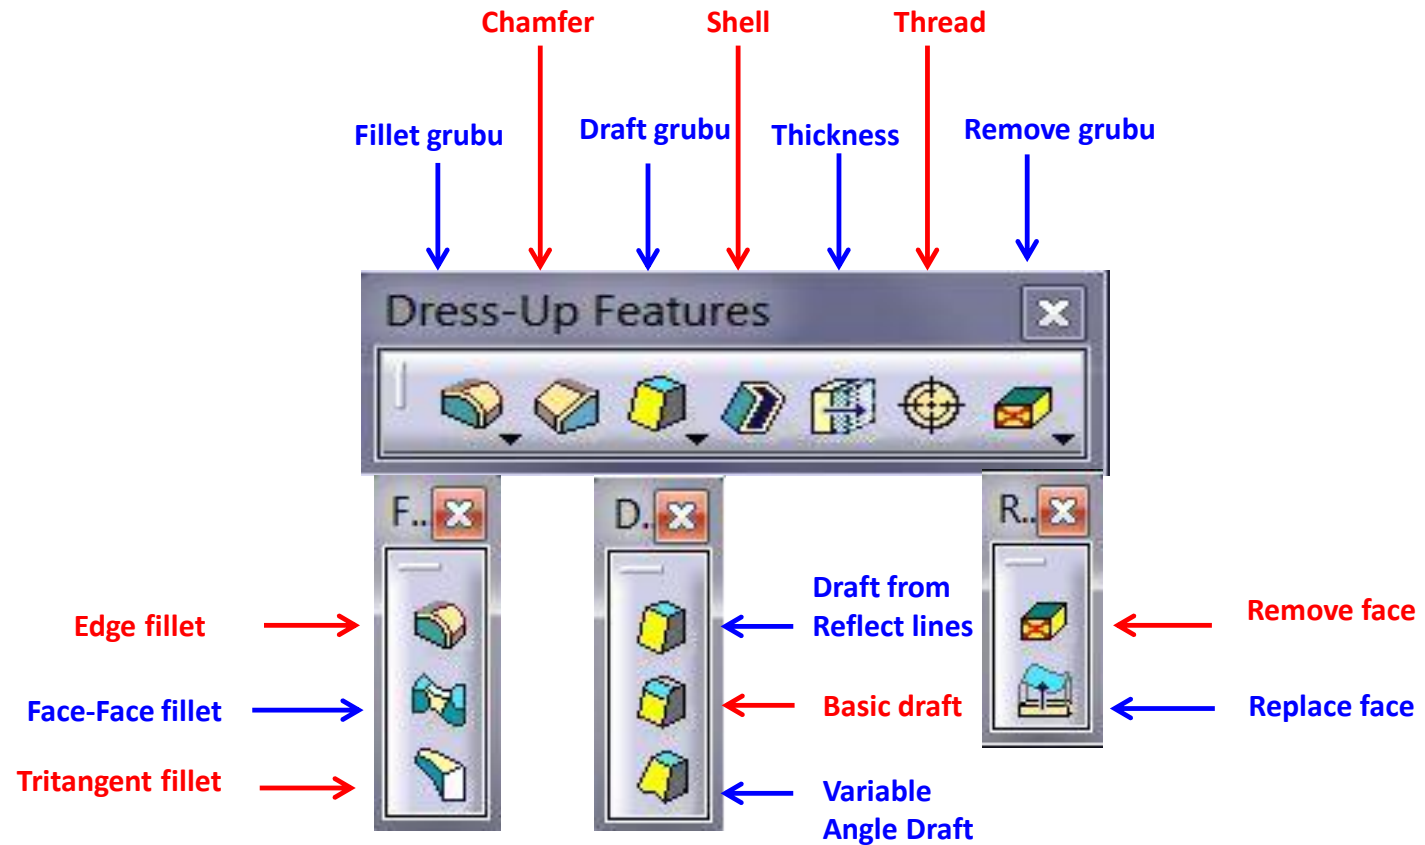 Chamfer
Shell
Thread
Fillet grubu
Draft grubu
Thickness
Remove grubu
Dress-Up Features
F..
D..
R..
Edge fillet
Face-Face fillet
Tritangent fillet
Draft from
Reflect lines
Basic draft
Variable
Angle Draft
Remove face
Replace face